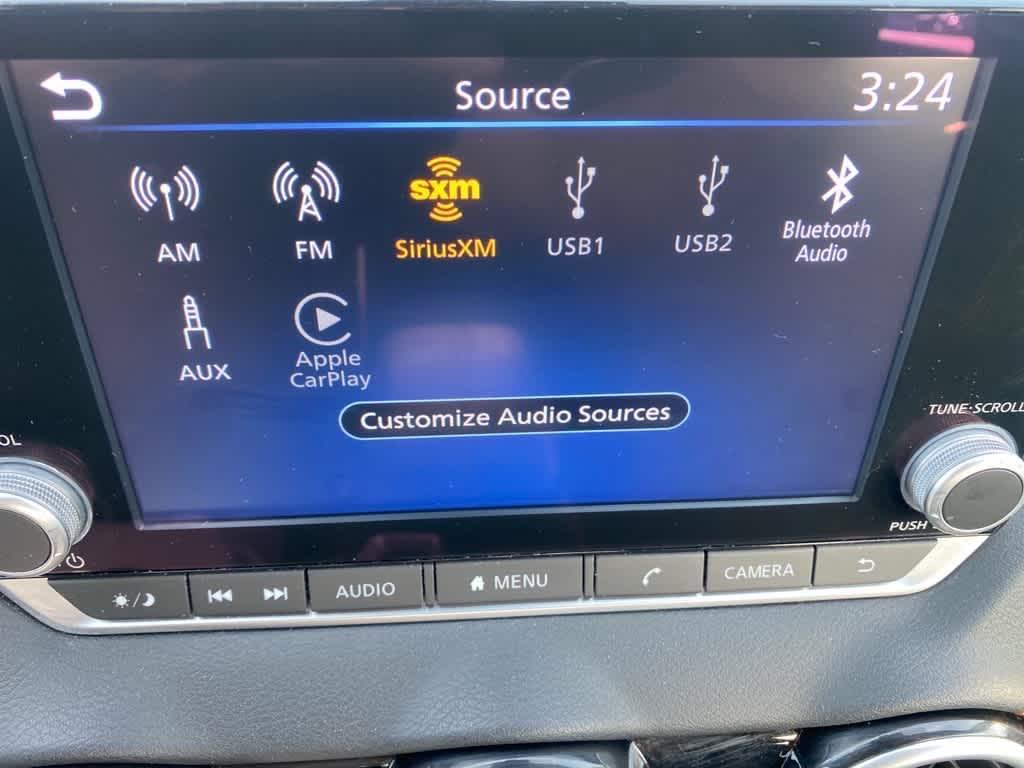 Source
3:24
sxm
AM
FM
SiriusXM
USB1
USB2
Bluetooth
Audio
AUX
Apple
CarPlay
Customize Audio Sources
OL
TUNE·SCROLL
PUSH
AUDIO
MENU
CAMERA